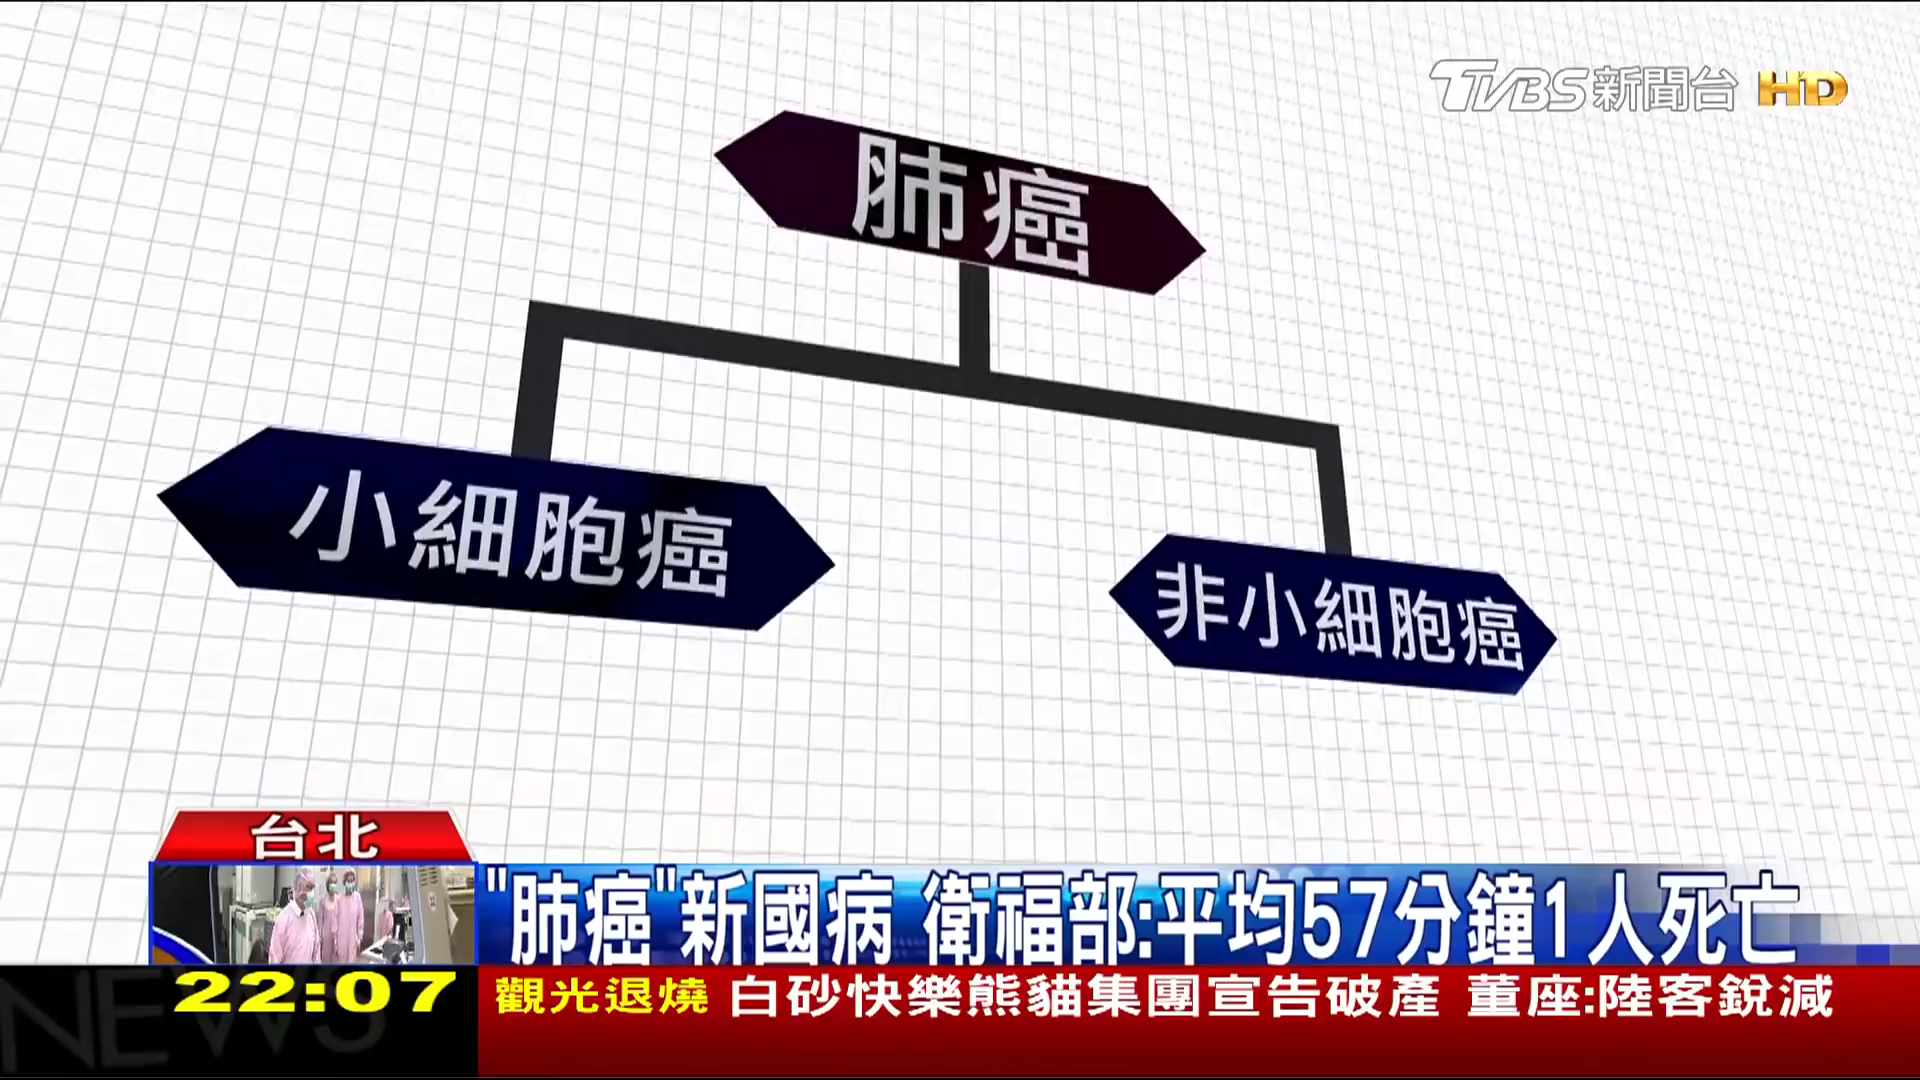 TVBS新聞台 HD
肺癌
小細胞癌
非小細胞癌
台北
"肺癌"新國病 衛福部:平均57分鐘1人死亡
NEWS
22:07
觀光退燒 白砂快樂熊貓集團宣告破產 董座:陸客銳減